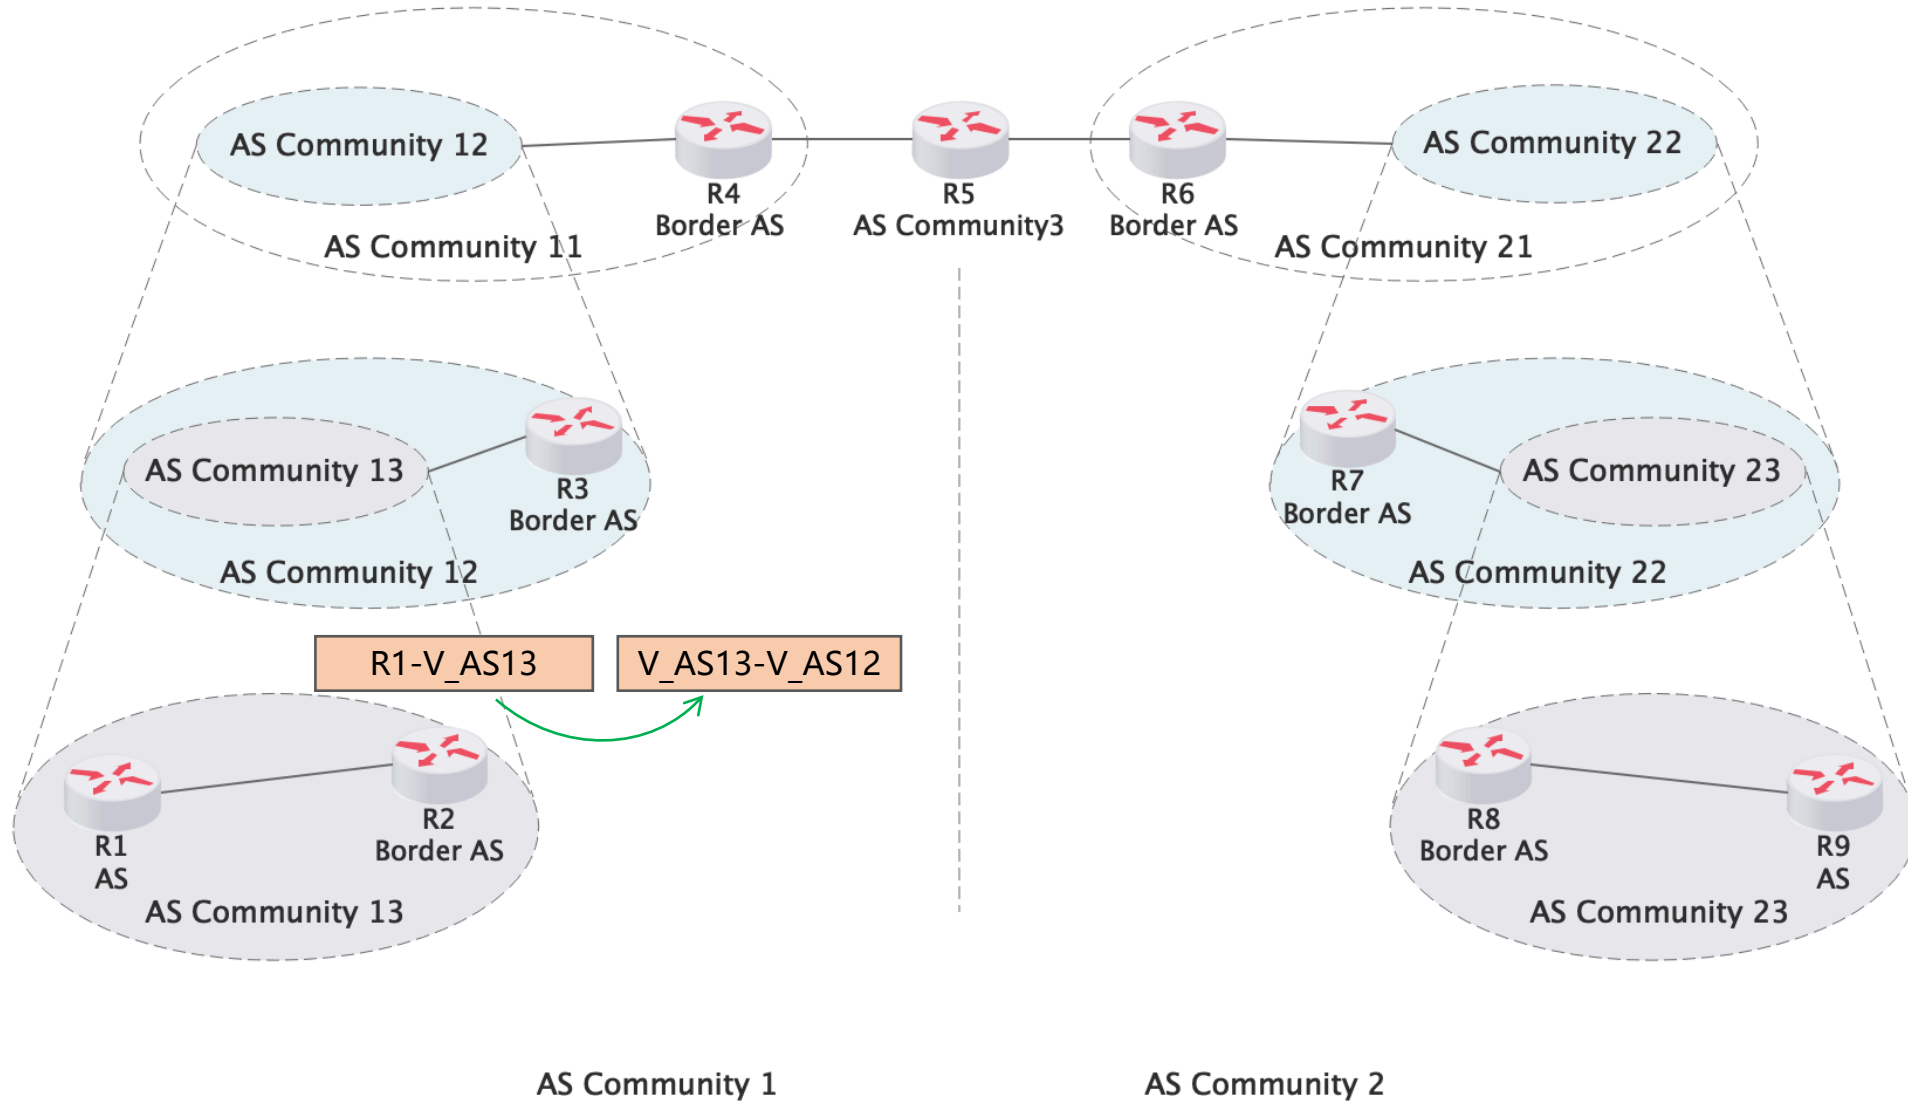 AS Community 12
R4
Border AS
AS Community 11
R5
AS Community3
R6
Border AS
AS Community 21
AS Community 22
AS Community 13
R3
Border AS
AS Community 12
R7
Border AS
AS Community 23
AS Community 22
R1-V_AS13
V_AS13-V_AS12
R1
AS
R2
Border AS
AS Community 13
R8
Border AS
R9
AS
AS Community 23
AS Community 1
AS Community 2